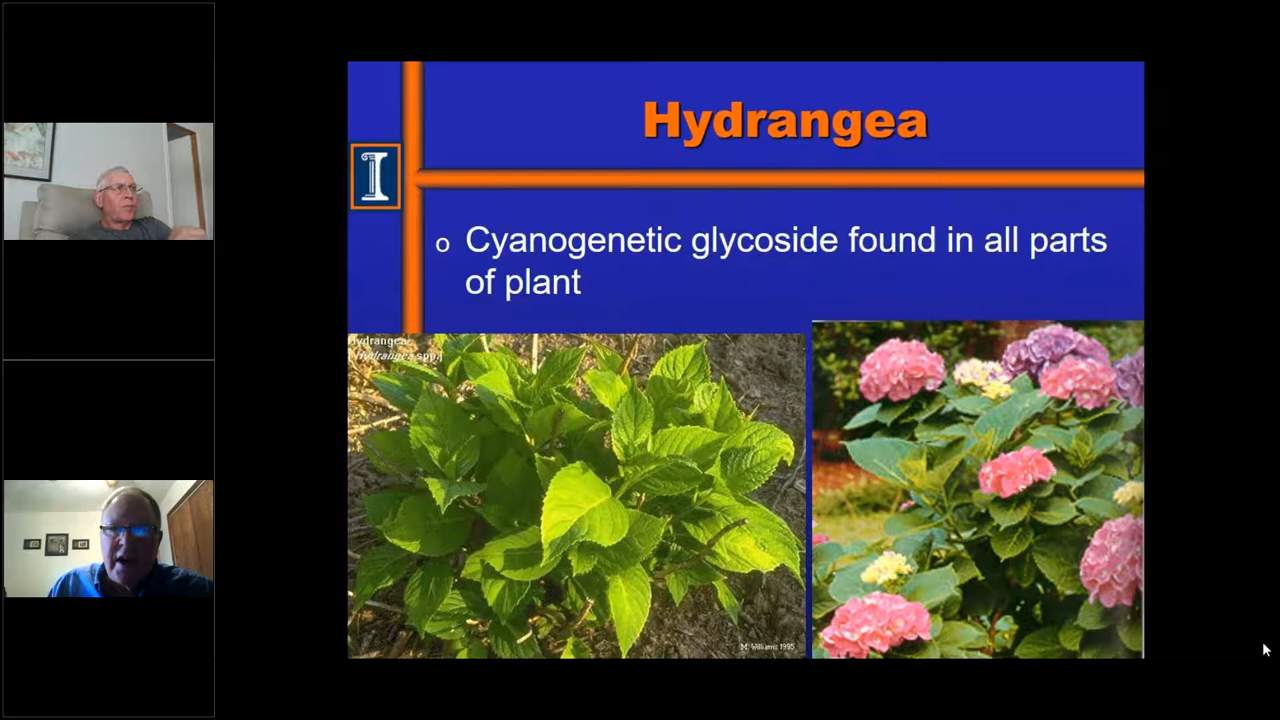 Hydrangea
I
o Cyanogenetic glycoside found in all parts
of plant
Hydrangea
(Hydrangea spp.)
M. Williams 1995